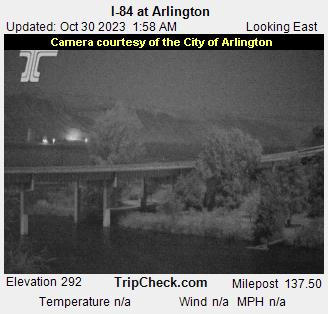 I-84 at Arlington
Updated: Oct 30 2023 1:58 AM Looking East
Camera courtesy of the City of Arlington
Elevation 292 TripCheck.com Milepost 137.50
Temperature n/a Wind n/a MPH n/a